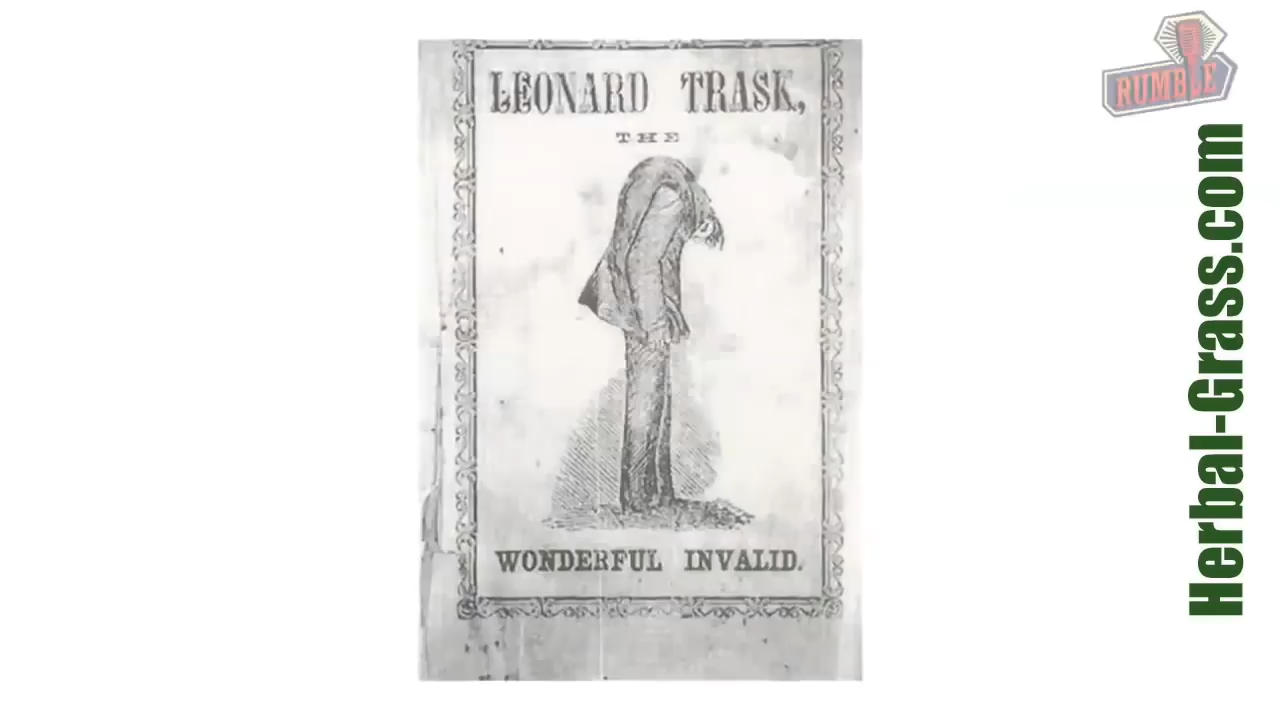 LEONARD TRASK,
THE
WONDERFUL INVALID.
RUMBLE
Herbal-Grass.com